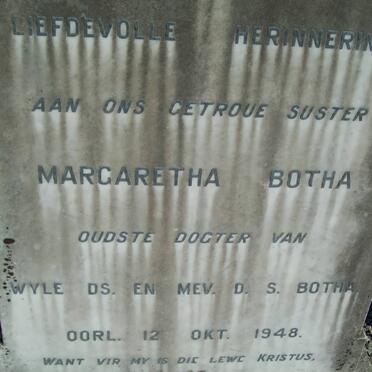 LIEFDEVOLLE HERINNERIN
AAN ONS GETROUE SUSTER
MARGARETHA BOTHA
OUDSTE DOGTER VAN
WYLE DS. EN MEV. D. S. BOTHA
OORL. 12 OKT. 1948.
WANT VIR MY IS DIE LEWE KRISTUS,